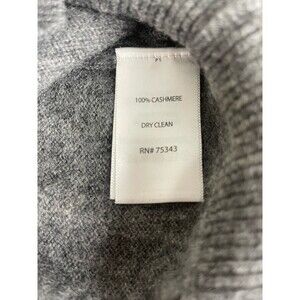 100% CASHMERE
DRY CLEAN
RN# 75343